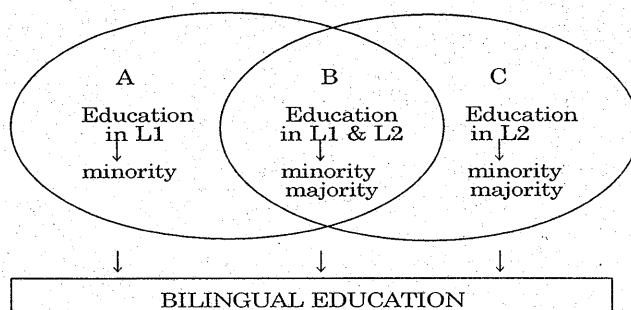 A B C
Education Education Education
in L1 in L1 & L2 in L2
↓ ↓ ↓
minority minority minority
majority majority
↓ ↓ ↓
BILINGUAL EDUCATION